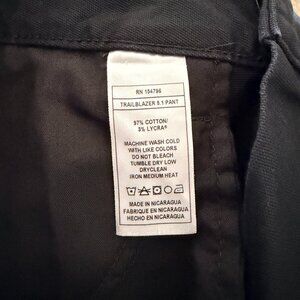 RN 154796
TRAILBLAZER 5.1 PANT
97% COTTON/
3% LYCRA®
MACHINE WASH COLD
WITH LIKE COLORS
DO NOT BLEACH
TUMBLE DRY LOW
DRYCLEAN
IRON MEDIUM HEAT
MADE IN NICARAGUA
FABRIQUE EN NICARAGUA
HECHO EN NICARAGUA